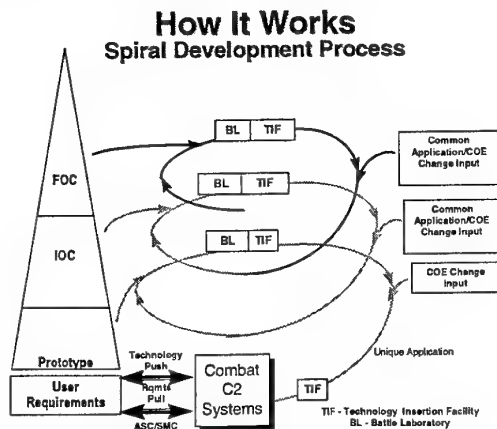 How It Works
Spiral Development Process
BL TIF
FOC
Common
Application/COE
Change Input
BL TIF
Common
Application/COE
Change Input
BL TIF
IOC
COE Change
Input
Prototype
Technology
Push
Unique Application
User
Requirements
Rqmts
Pull
Combat
C2
Systems
TIF
ASC/SMC
TIF - Technology Insertion Facility
BL - Battle Laboratory